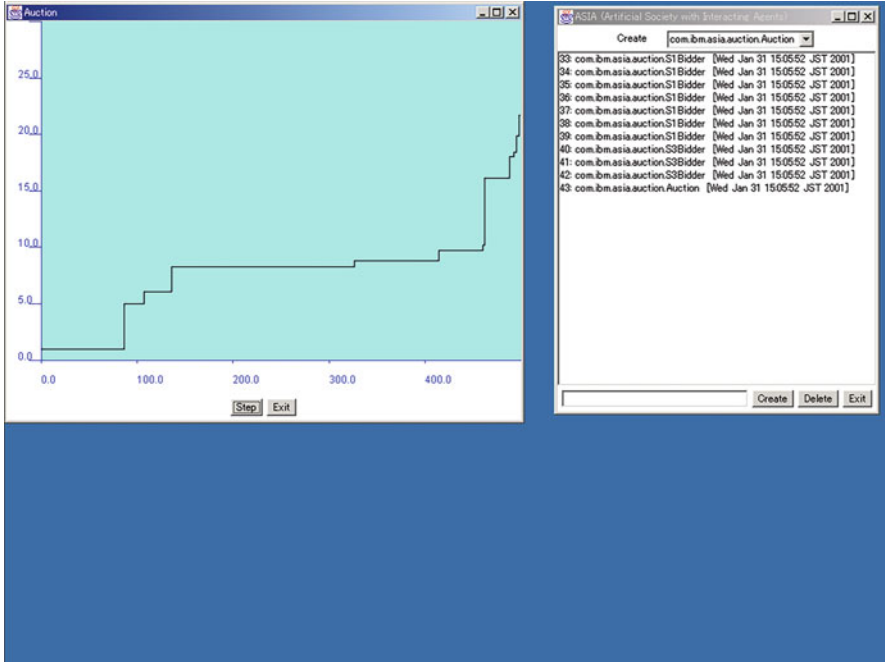 Auction
25.0
20.0
15.0
10.0
5.0
0.0
0.0 100.0 200.0 300.0 400.0
Step Exit
ASIA (Artificial Society with Interacting Agents)
Create com.ibm.asia.auction.Auction
33: com.ibm.asia.auction.S1Bidder [Wed Jan 31 15:05:52 JST 2001]
34: com.ibm.asia.auction.S1Bidder [Wed Jan 31 15:05:52 JST 2001]
35: com.ibm.asia.auction.S1Bidder [Wed Jan 31 15:05:52 JST 2001]
36: com.ibm.asia.auction.S1Bidder [Wed Jan 31 15:05:52 JST 2001]
37: com.ibm.asia.auction.S1Bidder [Wed Jan 31 15:05:52 JST 2001]
38: com.ibm.asia.auction.S1Bidder [Wed Jan 31 15:05:52 JST 2001]
39: com.ibm.asia.auction.S1Bidder [Wed Jan 31 15:05:52 JST 2001]
40: com.ibm.asia.auction.S3Bidder [Wed Jan 31 15:05:52 JST 2001]
41: com.ibm.asia.auction.S3Bidder [Wed Jan 31 15:05:52 JST 2001]
42: com.ibm.asia.auction.S3Bidder [Wed Jan 31 15:05:52 JST 2001]
43: com.ibm.asia.auction.Auction [Wed Jan 31 15:05:52 JST 2001]
Create Delete Exit